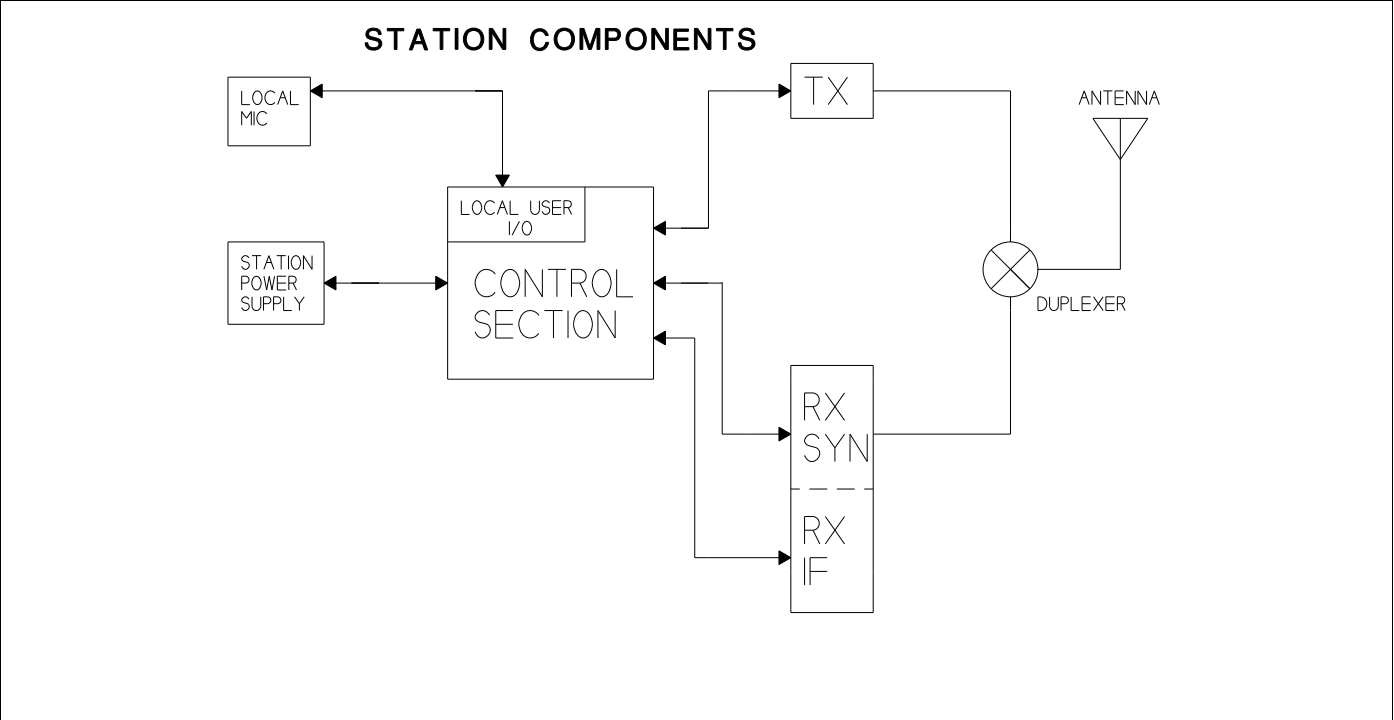 STATION COMPONENTS
LOCAL
MIC
TX
ANTENNA
LOCAL USER
I/O
STATION
POWER
SUPPLY
CONTROL
SECTION
DUPLEXER
RX
SYN
RX
IF